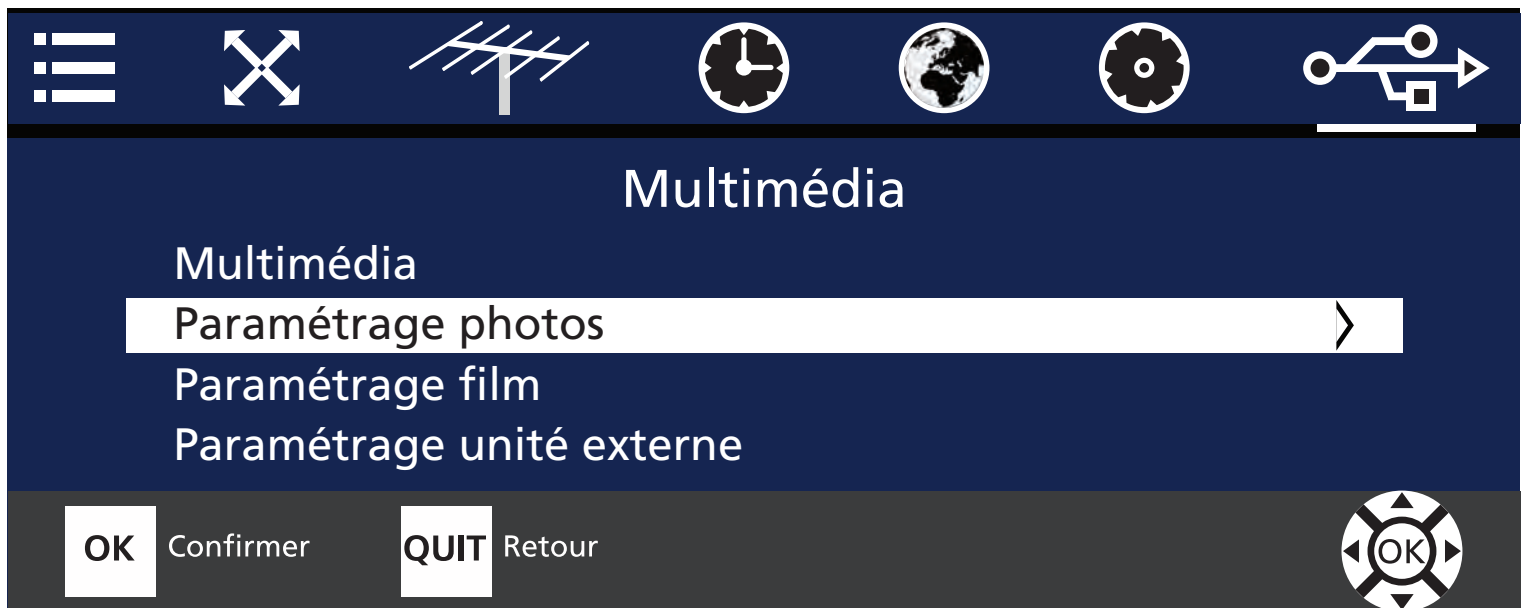 Multimédia
Multimédia
Paramétrage photos
Paramétrage film
Paramétrage unité externe
OK Confirmer QUIT Retour OK